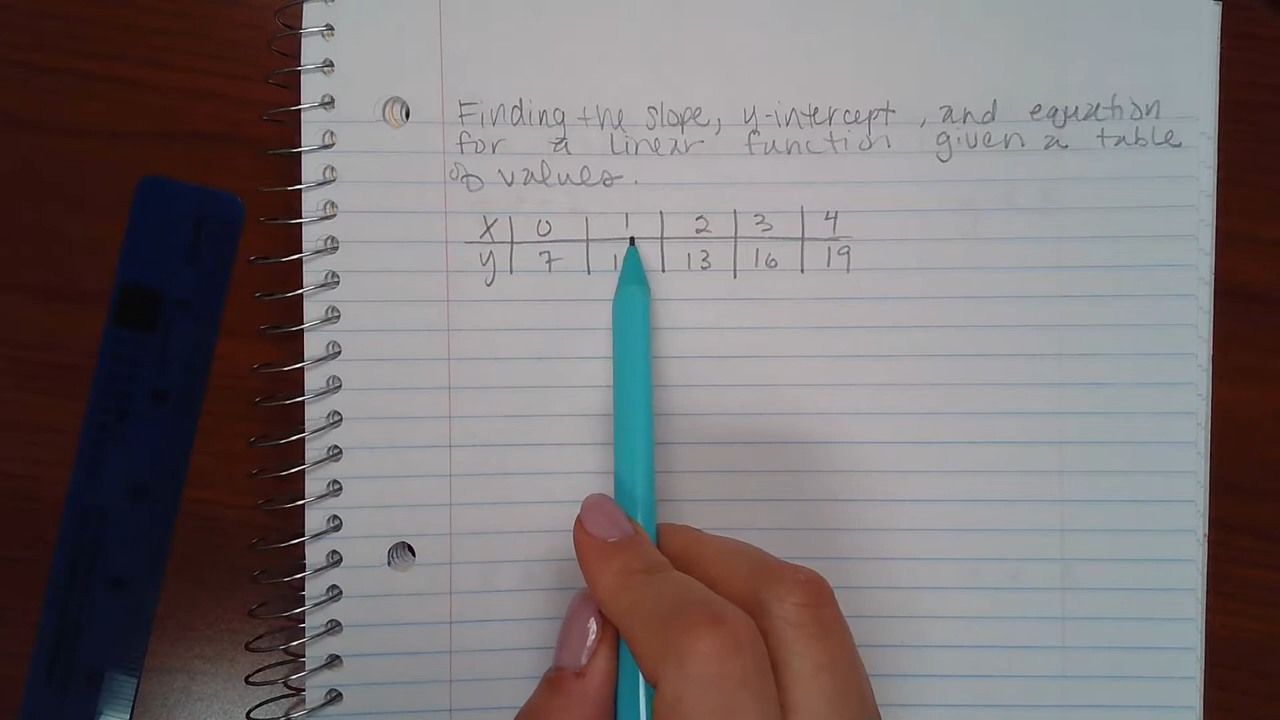 Finding the slope, y-intercept, and equation
for a linear function given a table
of values.
x 0 1 2 3 4
y 7 13 16 19